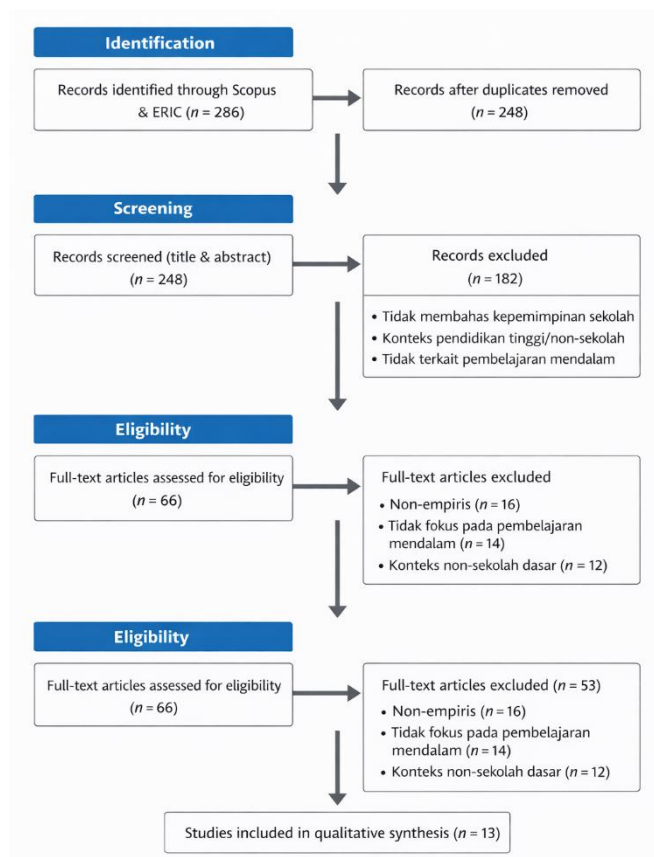 Identification
Records identified through Scopus
& ERIC (n = 286)
Records after duplicates removed
(n = 248)
Screening
Records screened (title & abstract)
(n = 248)
Records excluded
(n = 182)
• Tidak membahas kepemimpinan sekolah
• Konteks pendidikan tinggi/non-sekolah
• Tidak terkait pembelajaran mendalam
Eligibility
Full-text articles assessed for eligibility
(n = 66)
Full-text articles excluded
• Non-empiris (n = 16)
• Tidak fokus pada pembelajaran
mendalam (n = 14)
• Konteks non-sekolah dasar (n = 12)
Eligibility
Full-text articles assessed for eligibility
(n = 66)
Full-text articles excluded (n = 53)
• Non-empiris (n = 16)
• Tidak fokus pada pembelajaran
mendalam (n = 14)
• Konteks non-sekolah dasar (n = 12)
Studies included in qualitative synthesis (n = 13)